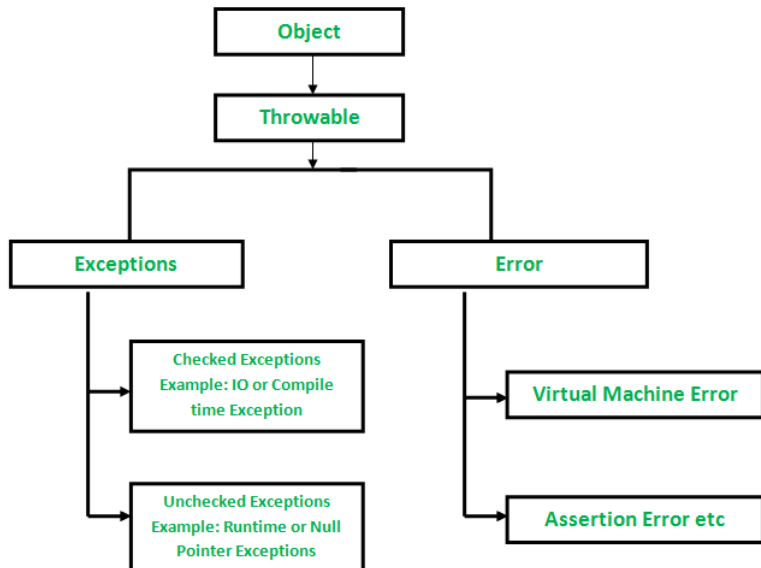 Object
Throwable
Exceptions
Error
Checked Exceptions
Example: IO or Compile
time Exception
Virtual Machine Error
Unchecked Exceptions
Example: Runtime or Null
Pointer Exceptions
Assertion Error etc